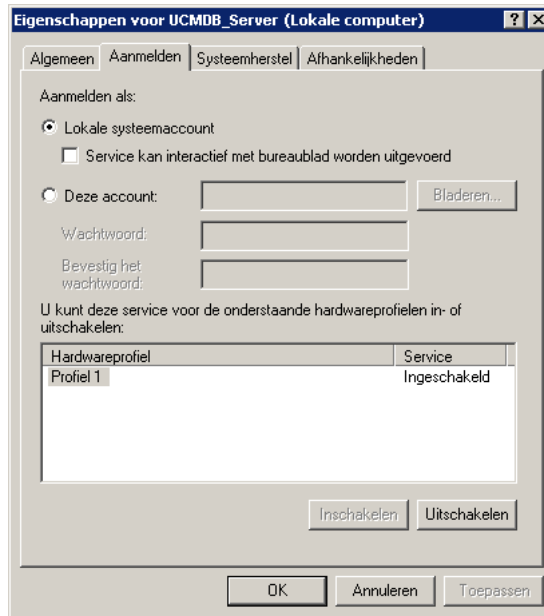 Eigenschappen voor UCMDB_Server (Lokale computer)
Algemeen Aanmelden Systeemherstel Afhankelijkheden
Aanmelden als:
Lokale systeemaccount
Service kan interactief met bureaublad worden uitgevoerd
Deze account: Bladeren...
Wachtwoord:
Bevestig het
wachtwoord:
U kunt deze service voor de onderstaande hardwareprofielen in- of
uitschakelen:
Hardwareprofiel Service
Profiel 1 Ingeschakeld
Inschakelen Uitschakelen
OK Annuleren Toepassen